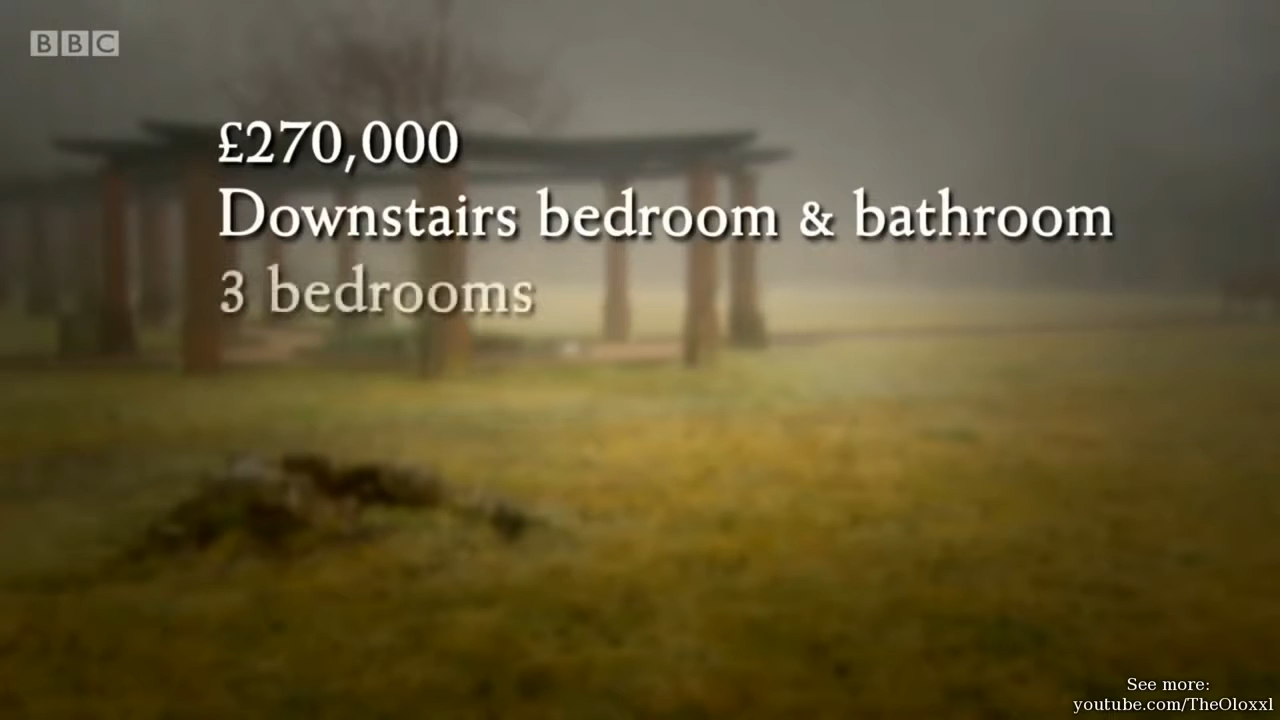 BBC
£270,000
Downstairs bedroom & bathroom
3 bedrooms
See more:
youtube.com/TheOloxxl